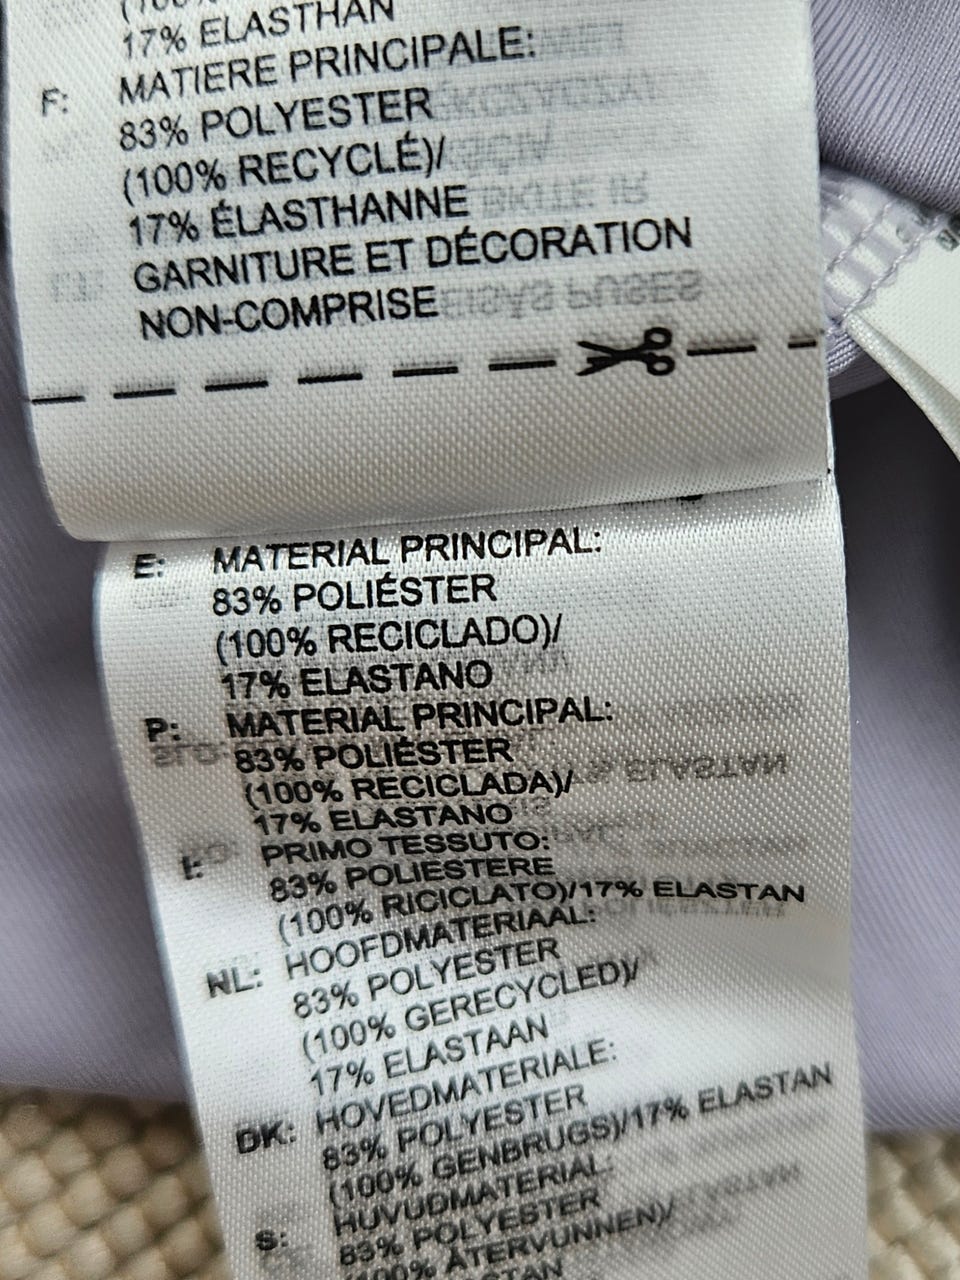 17% ELASTHAN
F: MATIERE PRINCIPALE:
83% POLYESTER
(100% RECYCLÉ)/
17% ÉLASTHANNE
GARNITURE ET DÉCORATION
NON-COMPRISE
E: MATERIAL PRINCIPAL:
83% POLIÉSTER
(100% RECICLADO)/
17% ELASTANO
P: MATERIAL PRINCIPAL:
83% POLIÉSTER
(100% RECICLADA)/
17% ELASTANO
I: PRIMO TESSUTO:
83% POLIESTERE
(100% RICICLATO)/17% ELASTAN
NL: HOOFDMATERIAAL:
83% POLYESTER
(100% GERECYCLED)/
17% ELASTAAN
DK: HOVEDMATERIALE:
83% POLYESTER
(100% GENBRUGS)/17% ELASTAN
S: HUVUDMATERIAL:
83% POLYESTER
(100% ÅTERVUNNEN)/